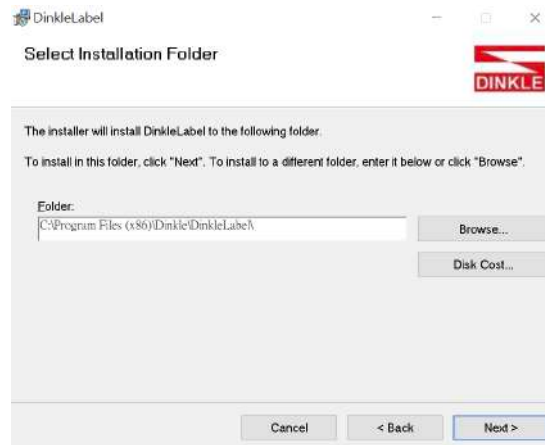 DinkleLabel
Select Installation Folder
DINKLE
The installer will install DinkleLabel to the following folder.
To install in this folder, click "Next". To install to a different folder, enter it below or click "Browse".
Folder:
C:\Program Files (x86)\Dinkle\DinkleLabel\
Browse...
Disk Cost...
Cancel
< Back
Next >